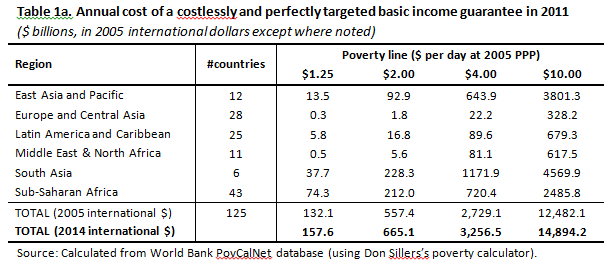 Table 1a. Annual cost of a costlessly and perfectly targeted basic income guarantee in 2011
($ billions, in 2005 international dollars except where noted)
Region #countries Poverty line ($ per day at 2005 PPP)
$1.25 $2.00 $4.00 $10.00
East Asia and Pacific 12 13.5 92.9 643.9 3801.3
Europe and Central Asia 28 0.3 1.8 22.2 328.2
Latin America and Caribbean 25 5.8 16.8 89.6 679.3
Middle East & North Africa 11 0.5 5.6 81.1 617.5
South Asia 6 37.7 228.3 1171.9 4569.9
Sub-Saharan Africa 43 74.3 212.0 720.4 2485.8
TOTAL (2005 international $) 125 132.1 557.4 2,729.1 12,482.1
TOTAL (2014 international $) 157.6 665.1 3,256.5 14,894.2
Source: Calculated from World Bank PovCalNet database (using Don Sillers's poverty calculator).